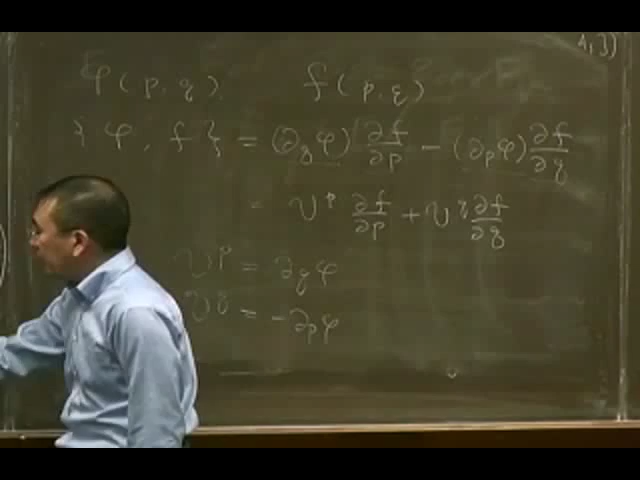 4,3)
φ(p,q) f(p,q)
{φ, f} = (∂_q φ) ∂f/∂p − (∂_p φ) ∂f/∂q
= v^p ∂f/∂p + v^q ∂f/∂q
v^p = ∂_q φ
v^q = −∂_p φ